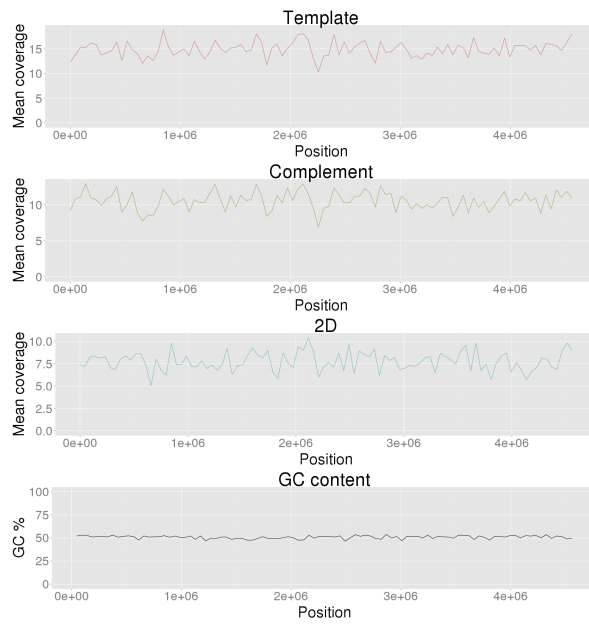 Template
Mean coverage
15
10
5
0
0e+00 1e+06 2e+06 3e+06 4e+06
Position
Complement
Mean coverage
10
5
0
0e+00 1e+06 2e+06 3e+06 4e+06
Position
2D
Mean coverage
10.0
7.5
5.0
2.5
0.0
0e+00 1e+06 2e+06 3e+06 4e+06
Position
GC content
GC %
100
75
50
25
0
0e+00 1e+06 2e+06 3e+06 4e+06
Position